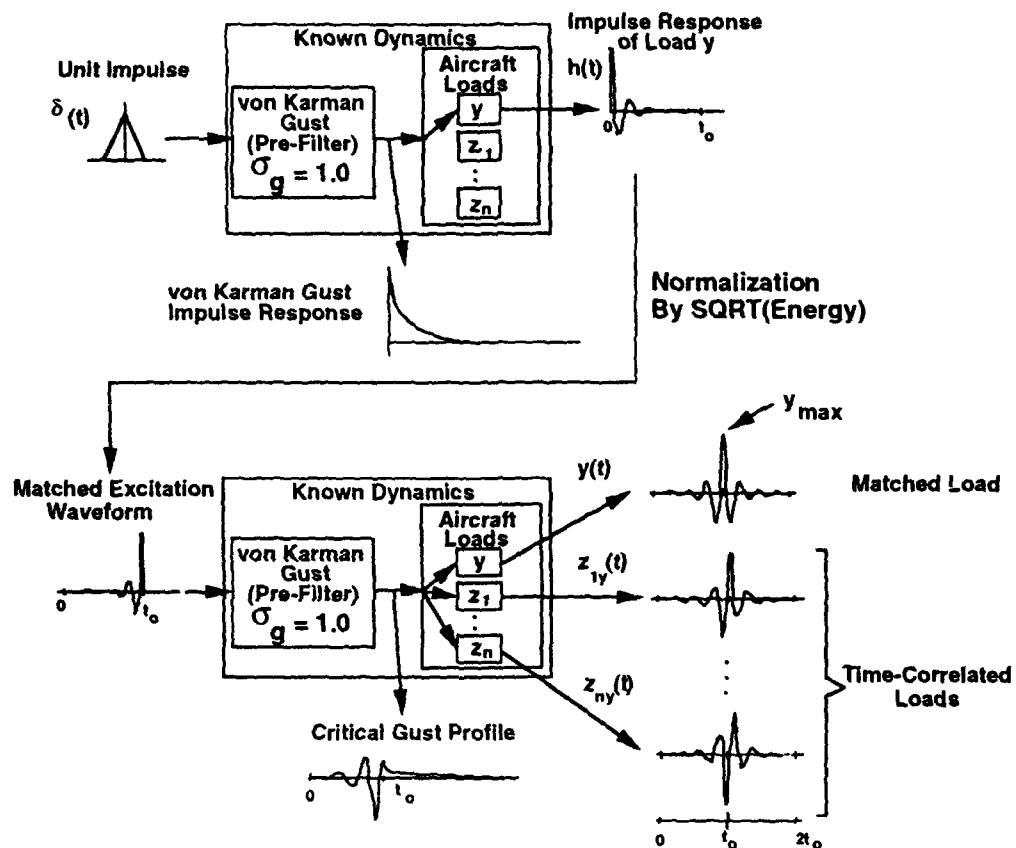 Impulse Response
of Load y
Known Dynamics
Unit Impulse
δ(t)
von Karman
Gust
(Pre-Filter)
σg = 1.0
Aircraft
Loads
y
z1
:
zn
h(t)
0
to
von Karman Gust
Impulse Response
Normalization
By SQRT(Energy)
ymax
Matched Excitation
Waveform
0
to
Known Dynamics
von Karman
Gust
(Pre-Filter)
σg = 1.0
Aircraft
Loads
y
z1
:
zn
y(t)
Matched Load
z1y(t)
zny(t)
Time-Correlated
Loads
Critical Gust Profile
0
to
0
to
2to